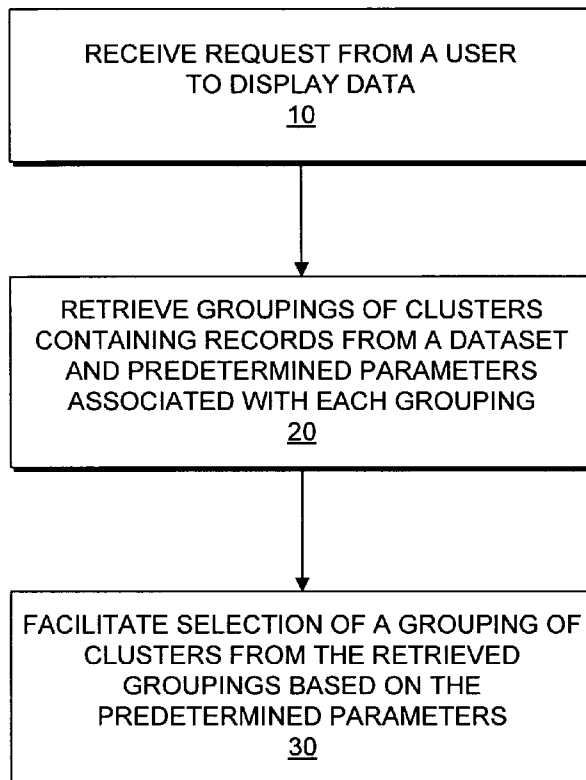 RECEIVE REQUEST FROM A USER
TO DISPLAY DATA
10
RETRIEVE GROUPINGS OF CLUSTERS
CONTAINING RECORDS FROM A DATASET
AND PREDETERMINED PARAMETERS
ASSOCIATED WITH EACH GROUPING
20
FACILITATE SELECTION OF A GROUPING OF
CLUSTERS FROM THE RETRIEVED
GROUPINGS BASED ON THE
PREDETERMINED PARAMETERS
30